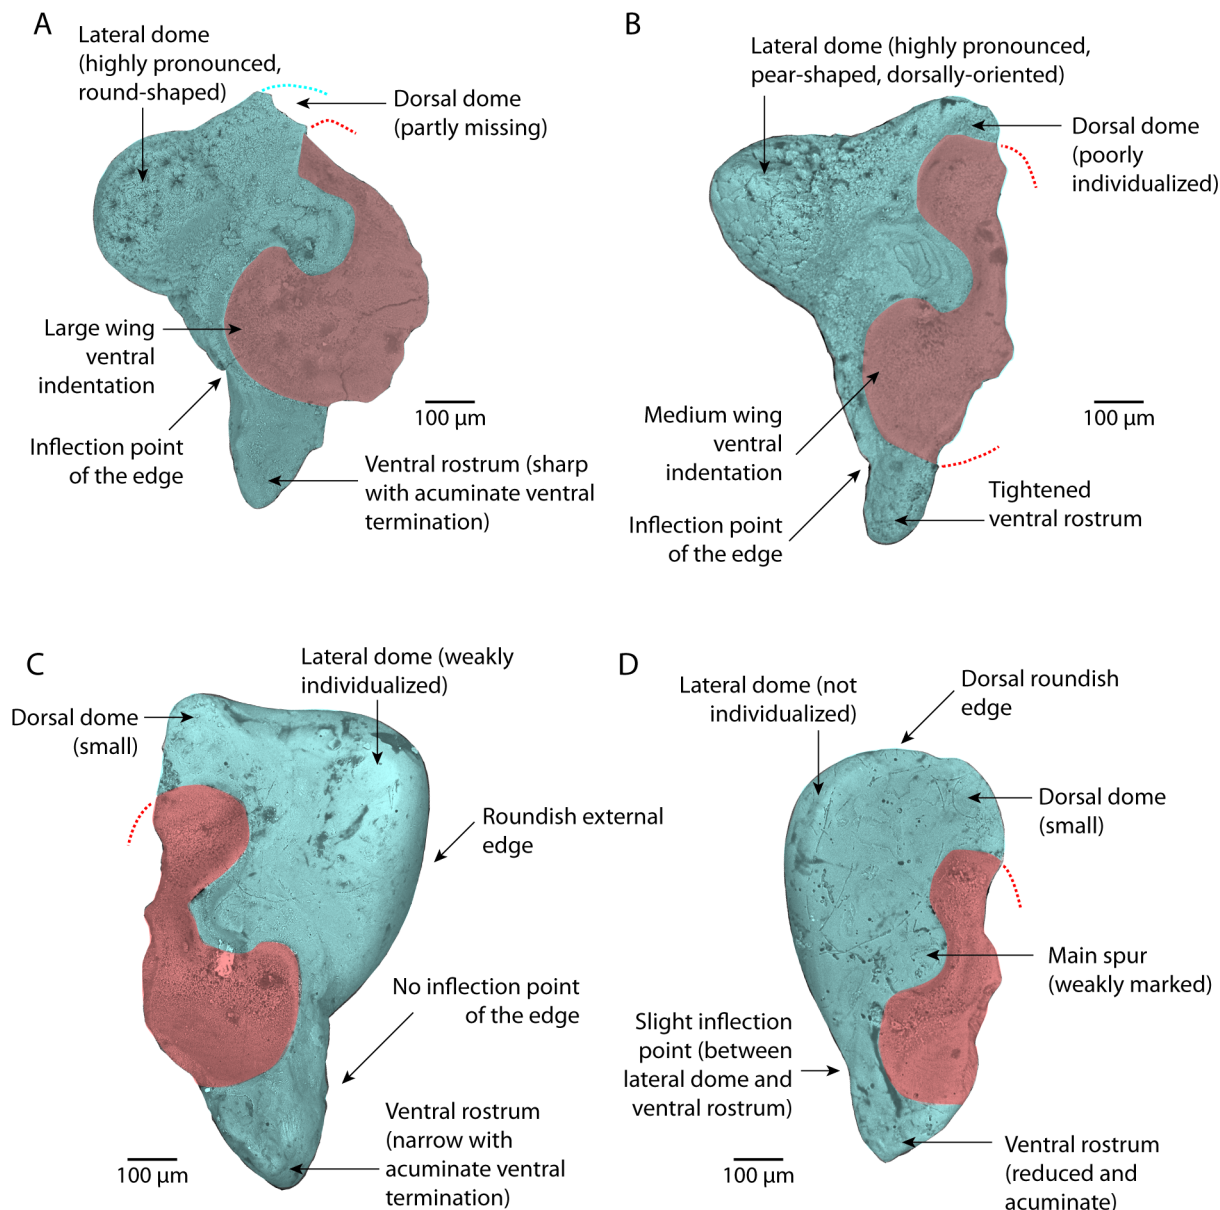 A
Lateral dome
(highly pronounced,
round-shaped)
Dorsal dome
(partly missing)
Large wing
ventral
indentation
Inflection point
of the edge
100 µm
Ventral rostrum (sharp
with acuminate ventral
termination)
B
Lateral dome (highly pronounced,
pear-shaped, dorsally-oriented)
Dorsal dome
(poorly
individualized)
100 µm
Medium wing
ventral
indentation
Inflection point
of the edge
Tightened
ventral rostrum
C
Lateral dome (weakly
individualized)
Dorsal dome
(small)
Roundish external
edge
No inflection point
of the edge
Ventral rostrum
(narrow with
acuminate ventral
termination)
100 µm
D
Lateral dome (not
individualized)
Dorsal roundish
edge
Dorsal dome
(small)
Main spur
(weakly marked)
Slight inflection
point (between
lateral dome and
ventral rostrum)
Ventral rostrum
(reduced and
acuminate)
100 µm